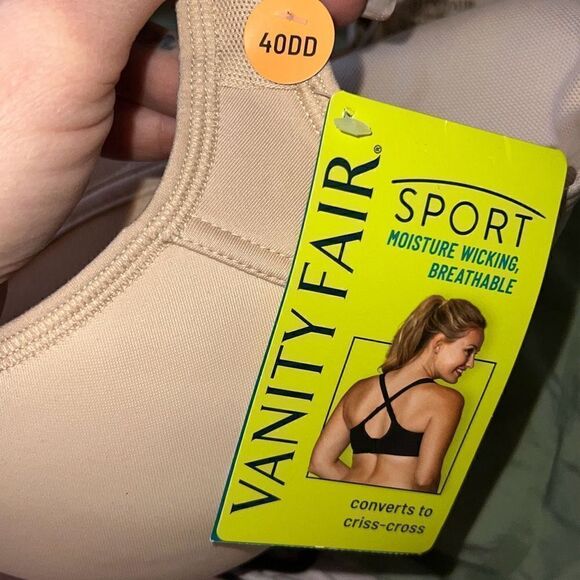 40DD
VANITY FAIR®
SPORT
MOISTURE WICKING,
BREATHABLE
converts to
criss-cross